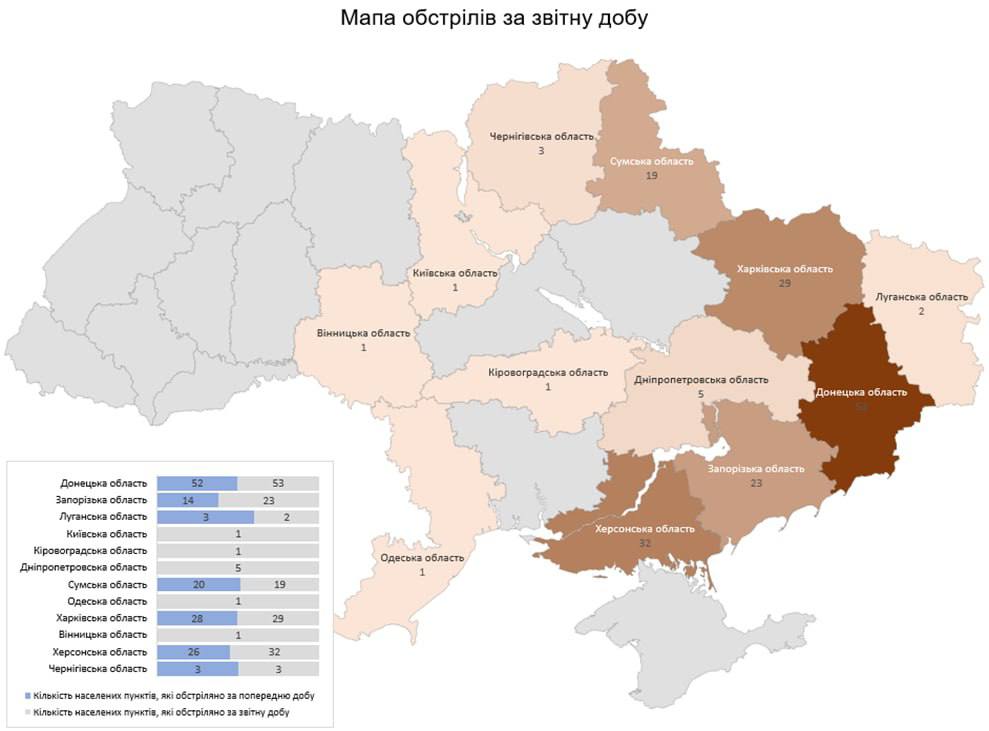 Мапа обстрілів за звітну добу
Чернігівська область
3
Сумська область
19
Київська область
1
Харківська область
29
Луганська область
2
Вінницька область
1
Кіровоградська область
1
Дніпропетровська область
5
Донецька область
53
Запорізька область
23
Херсонська область
32
Одеська область
1
Донецька область 52 53
Запорізька область 14 23
Луганська область 3 2
Київська область 1
Кіровоградська область 1
Дніпропетровська область 5
Сумська область 20 19
Одеська область 1
Харківська область 28 29
Вінницька область 1
Херсонська область 26 32
Чернігівська область 3 3
Кількість населених пунктів, які обстріляно за попередню добу
Кількість населених пунктів, які обстріляно за звітну добу